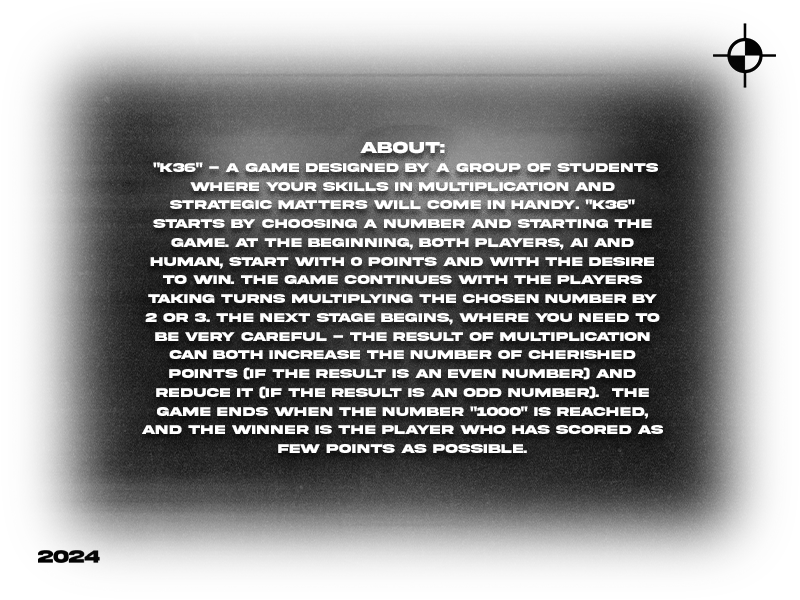 ABOUT:
"K36" – A GAME DESIGNED BY A GROUP OF STUDENTS
WHERE YOUR SKILLS IN MULTIPLICATION AND
STRATEGIC MATTERS WILL COME IN HANDY. "K36"
STARTS BY CHOOSING A NUMBER AND STARTING THE
GAME. AT THE BEGINNING, BOTH PLAYERS, AI AND
HUMAN, START WITH 0 POINTS AND WITH THE DESIRE
TO WIN. THE GAME CONTINUES WITH THE PLAYERS
TAKING TURNS MULTIPLYING THE CHOSEN NUMBER BY
2 OR 3. THE NEXT STAGE BEGINS, WHERE YOU NEED TO
BE VERY CAREFUL – THE RESULT OF MULTIPLICATION
CAN BOTH INCREASE THE NUMBER OF CHERISHED
POINTS (IF THE RESULT IS AN EVEN NUMBER) AND
REDUCE IT (IF THE RESULT IS AN ODD NUMBER). THE
GAME ENDS WHEN THE NUMBER "1000" IS REACHED,
AND THE WINNER IS THE PLAYER WHO HAS SCORED AS
FEW POINTS AS POSSIBLE.
2024